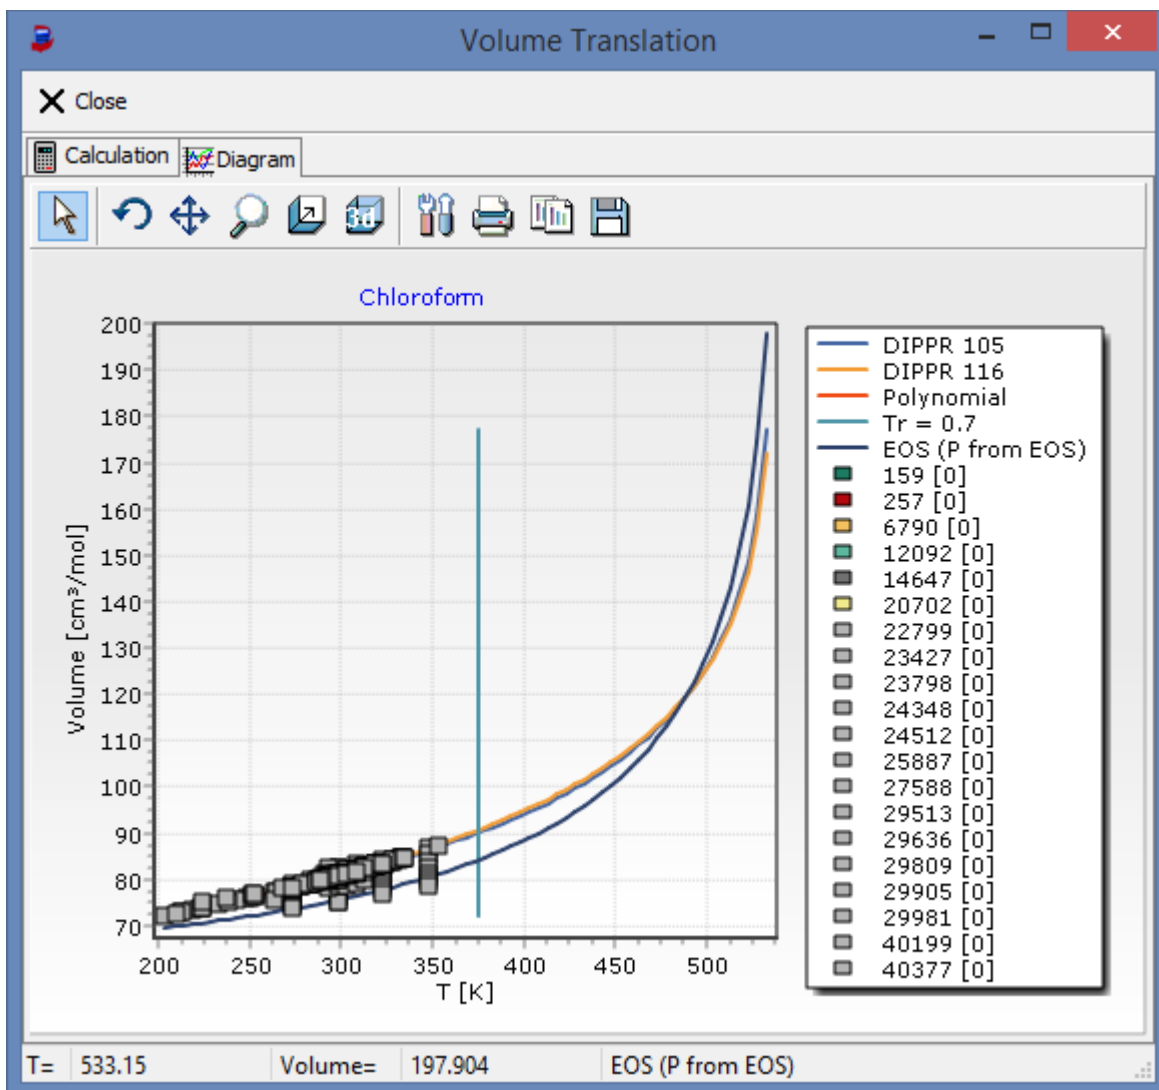 Volume Translation
Close
Calculation Diagram
3d
Chloroform
200
190
180
170
160
150
140
130
120
110
100
90
80
70
Volume [cm³/mol]
200 250 300 350 400 450 500
T [K]
DIPPR 105
DIPPR 116
Polynomial
Tr = 0.7
EOS (P from EOS)
159 [0]
257 [0]
6790 [0]
12092 [0]
14647 [0]
20702 [0]
22799 [0]
23427 [0]
23798 [0]
24348 [0]
24512 [0]
25887 [0]
27588 [0]
29513 [0]
29636 [0]
29809 [0]
29905 [0]
29981 [0]
40199 [0]
40377 [0]
T= 533.15 Volume= 197.904 EOS (P from EOS)